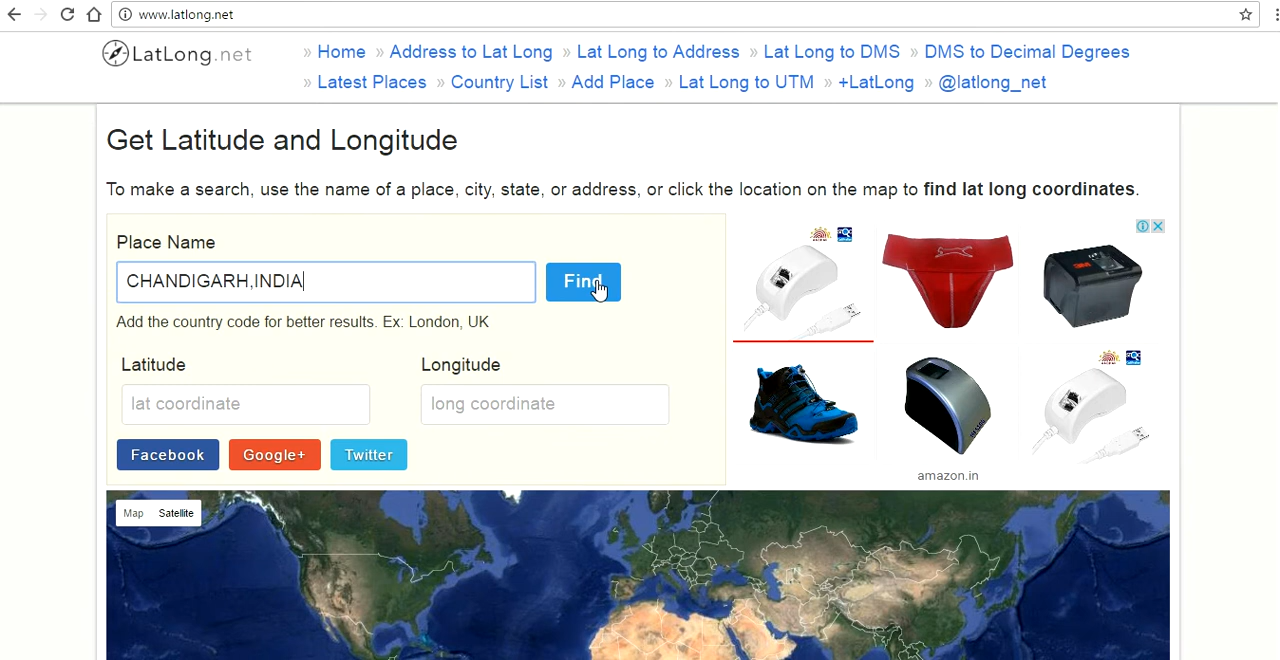 www.latlong.net
LatLong.net
» Home » Address to Lat Long » Lat Long to Address » Lat Long to DMS » DMS to Decimal Degrees
» Latest Places » Country List » Add Place » Lat Long to UTM » +LatLong » @latlong_net
Get Latitude and Longitude
To make a search, use the name of a place, city, state, or address, or click the location on the map to find lat long coordinates.
Place Name
CHANDIGARH,INDIA
Find
Add the country code for better results. Ex: London, UK
Latitude Longitude
lat coordinate long coordinate
Facebook Google+ Twitter
3M
amazon.in
Map Satellite